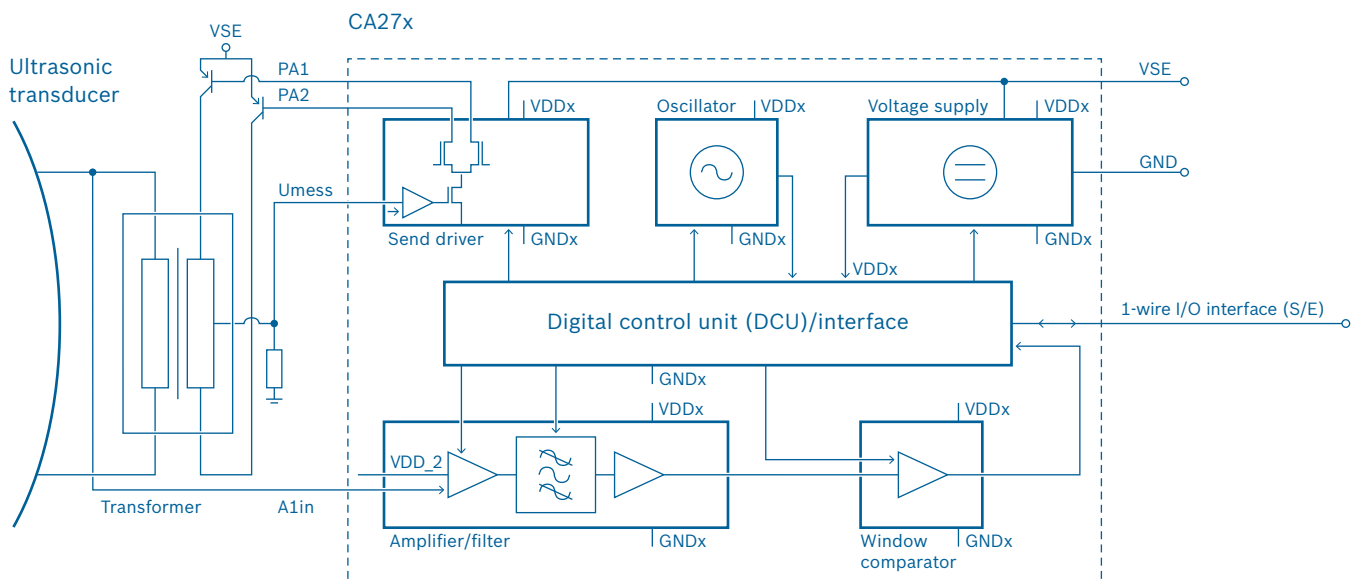 CA27x
VSE
Ultrasonic
transducer
PA1
PA2
VSE
VDDx
Oscillator
VDDx
Voltage supply
VDDx
GND
Umess
Send driver
GNDx
GNDx
GNDx
VDDx
Digital control unit (DCU)/interface
1-wire I/O interface (S/E)
GNDx
VDDx
VDDx
VDD_2
Transformer
A1in
Amplifier/filter
GNDx
Window
comparator
GNDx